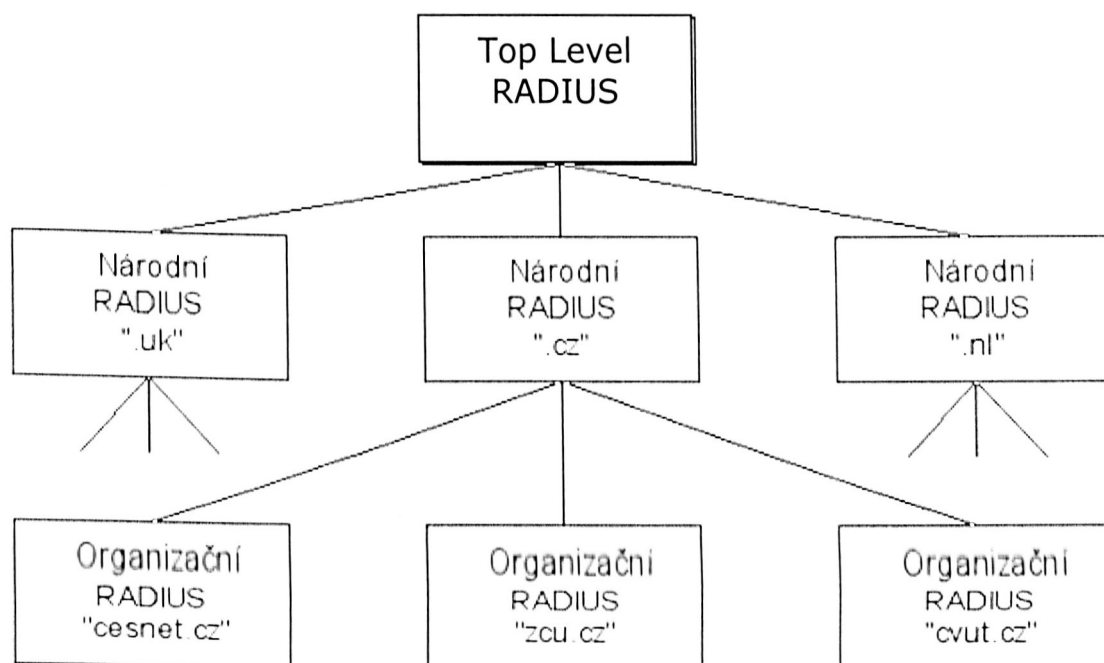 Top Level
RADIUS
Národní
RADIUS
".uk"
Národní
RADIUS
".cz"
Národní
RADIUS
".nl"
Organizační
RADIUS
"cesnet.cz"
Organizační
RADIUS
"zcu.cz"
Organizační
RADIUS
"cvut.cz"